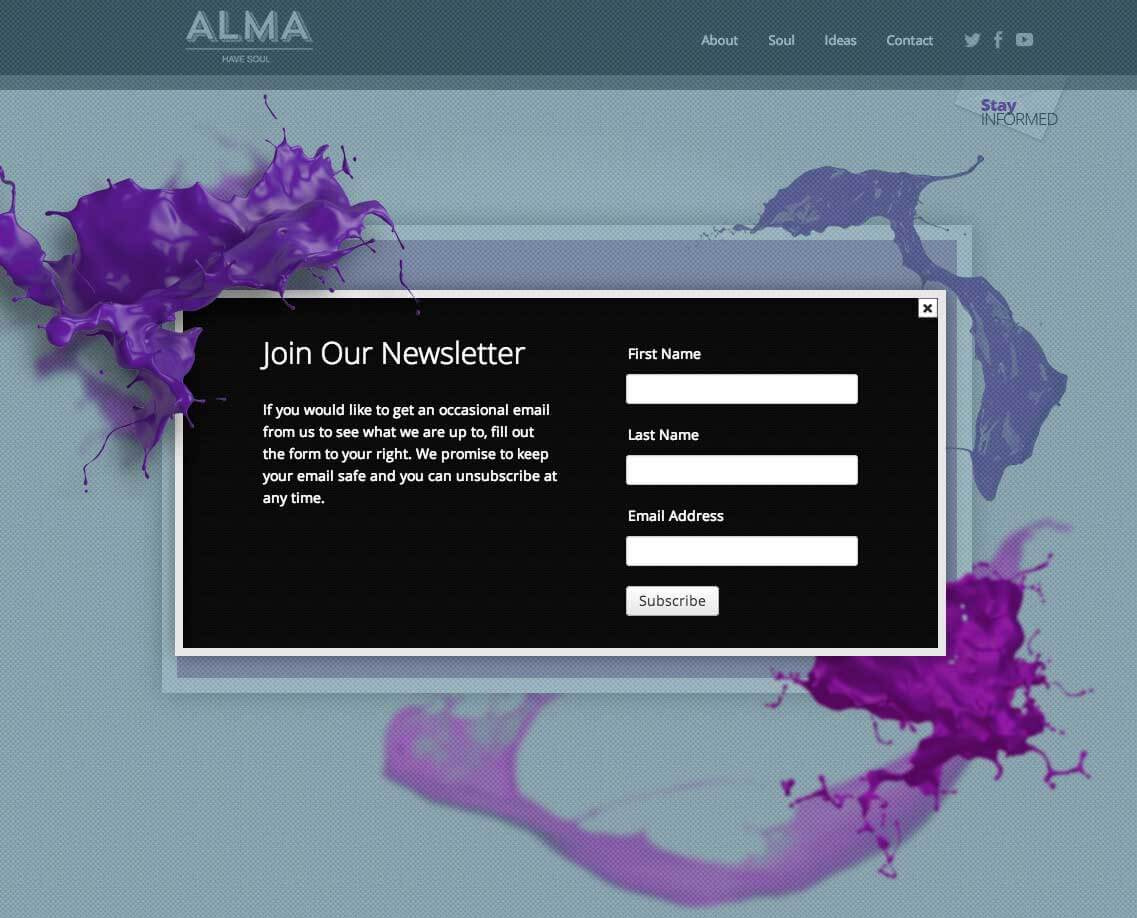 ALMA
HAVE SOUL
About Soul Ideas Contact
Stay
INFORMED
Join Our Newsletter
If you would like to get an occasional email
from us to see what we are up to, fill out
the form to your right. We promise to keep
your email safe and you can unsubscribe at
any time.
First Name
Last Name
Email Address
Subscribe